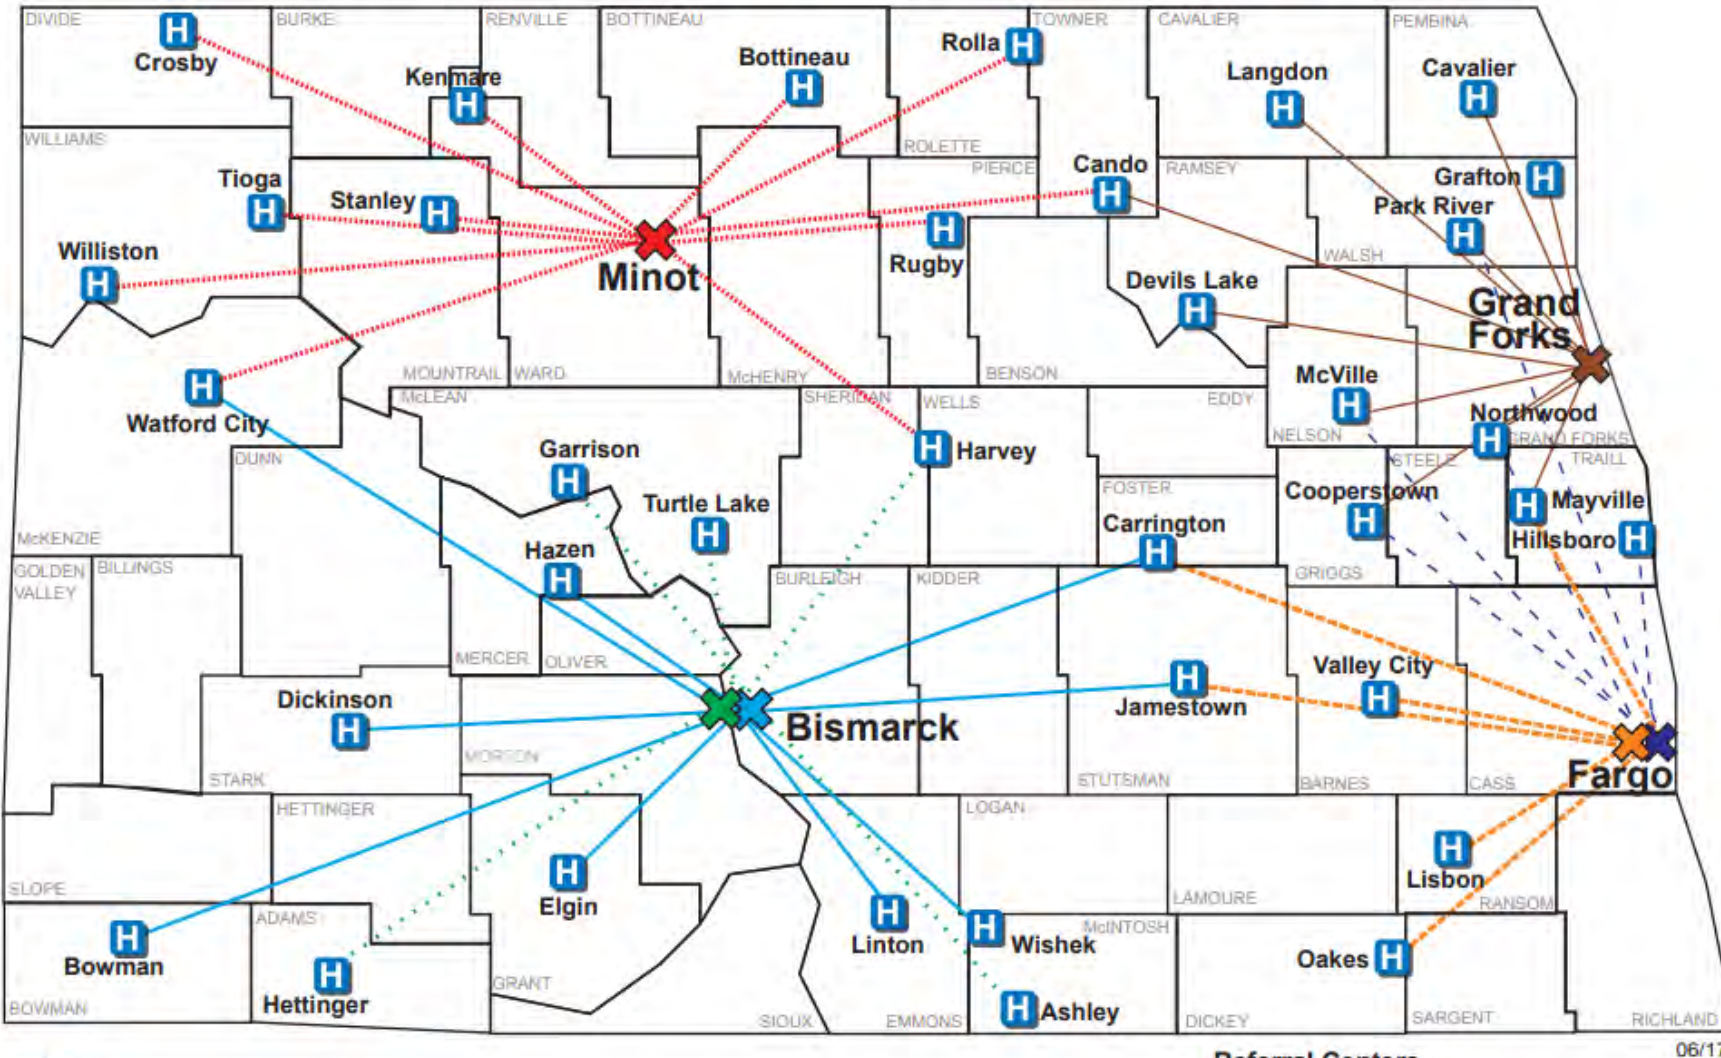 DIVIDE
BURKE
RENVILLE
BOTTINEAU
TOWNER
CAVALIER
PEMBINA
H
Crosby
Rolla H
Kenmare
H
Bottineau
H
Langdon
H
Cavalier
H
WILLIAMS
ROLETTE
PIERCE
RAMSEY
Tioga
H
Stanley H
Cando
H
Grafton H
Park River
H
Williston
H
Minot
H
Rugby
WALSH
Devils Lake
H
Grand
Forks
H
Watford City
MOUNTRAIL
WARD
McHENRY
BENSON
McVille
H
McLEAN
SHERIDAN
WELLS
EDDY
NELSON
Northwood
H
GRAND FORKS
DUNN
Garrison
H
H Harvey
STEELE
TRAILL
Turtle Lake
H
FOSTER
Carrington
H
Cooperstown
H
H Mayville
Hillsboro H
McKENZIE
GOLDEN
VALLEY
BILLINGS
Hazen
H
BURLEIGH
KIDDER
GRIGGS
MERCER
OLIVER
Dickinson
H
Bismarck
H
Jamestown
Valley City
H
MORSON
STARK
STUTSMAN
BARNES
CASS
Fargo
HETTINGER
LOGAN
SLOPE
H
Elgin
H
Lisbon
LAMOURE
RANSOM
ADAMS
H
Bowman
H
Linton
H Wishek
McINTOSH
Oakes H
H
Hettinger
GRANT
H Ashley
BOWMAN
SIOUX
EMMONS
DICKEY
SARGENT
RICHLAND
Referral Centers
06/17